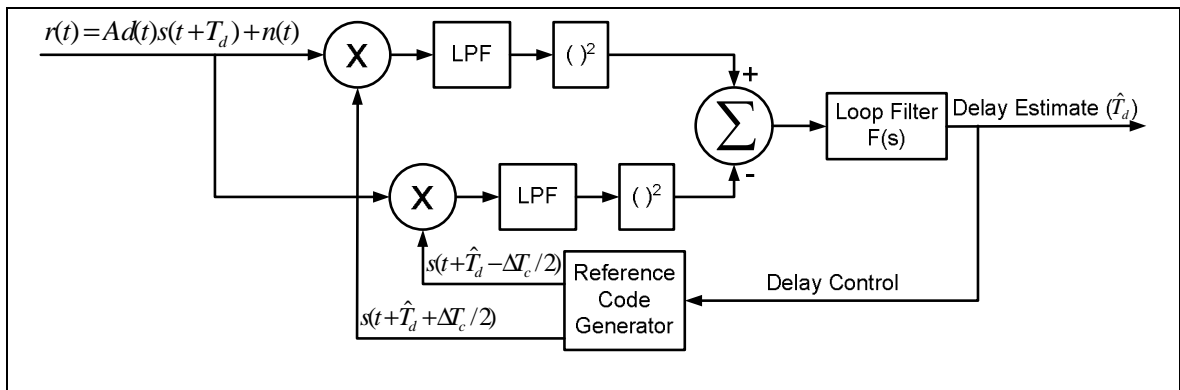 r(t) = Ad(t)s(t+T_d)+n(t)
X
LPF
( )²
+
Σ
-
Loop Filter
F(s)
Delay Estimate (T̂_d)
X
LPF
( )²
s(t+T̂_d−ΔT_c/2)
s(t+T̂_d+ΔT_c/2)
Reference
Code
Generator
Delay Control